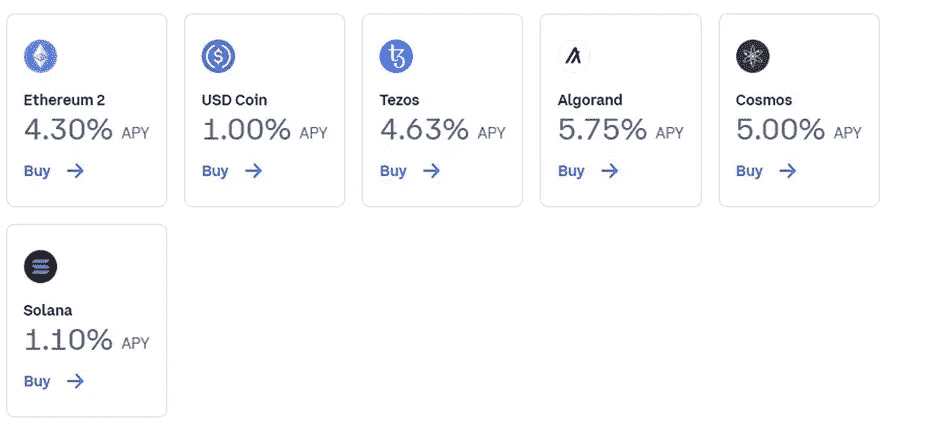 Ethereum 2
4.30% APY
Buy
USD Coin
1.00% APY
Buy
Tezos
4.63% APY
Buy
Algorand
5.75% APY
Buy
Cosmos
5.00% APY
Buy
Solana
1.10% APY
Buy